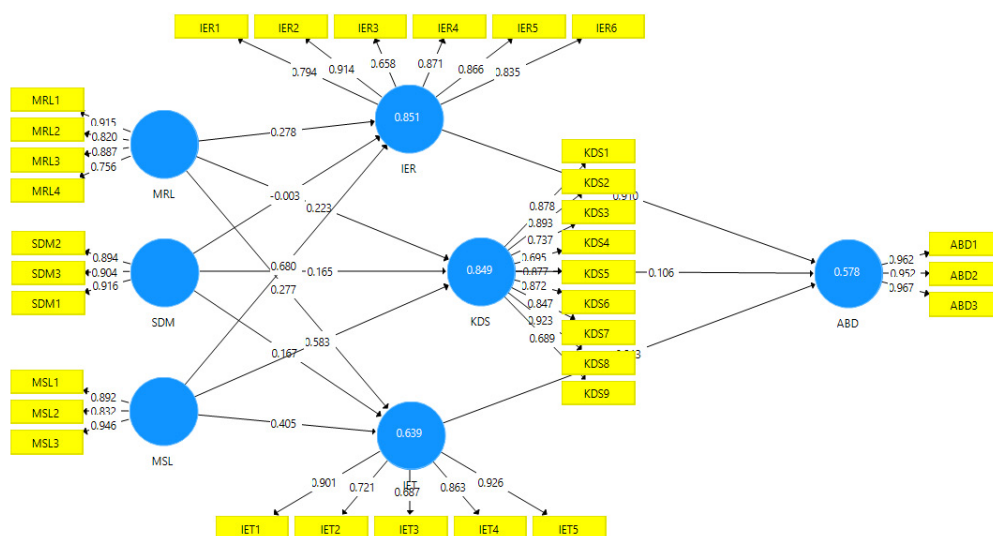 IER1 IER2 IER3 IER4 IER5 IER6
0.794 0.914 0.658 0.871 0.866 0.835
MRL1
MRL2
MRL3
MRL4
0.915
0.820
0.887
0.756
MRL
0.851
IER
0.278
-0.003
0.223
SDM2
SDM3
SDM1
0.894
0.904
0.916
SDM
0.680
-0.165
0.277
0.167
0.583
0.849
KDS
0.878
0.893
0.737
0.695
0.877
0.872
0.847
0.923
0.689
KDS1
KDS2
KDS3
KDS4
KDS5
KDS6
KDS7
KDS8
KDS9
0.910
0.106
0.578
ABD
0.962
0.952
0.967
ABD1
ABD2
ABD3
MSL1
MSL2
MSL3
0.892
0.832
0.946
MSL
0.405
0.639
IET
0.901 0.721 0.687 0.863 0.926
IET1 IET2 IET3 IET4 IET5